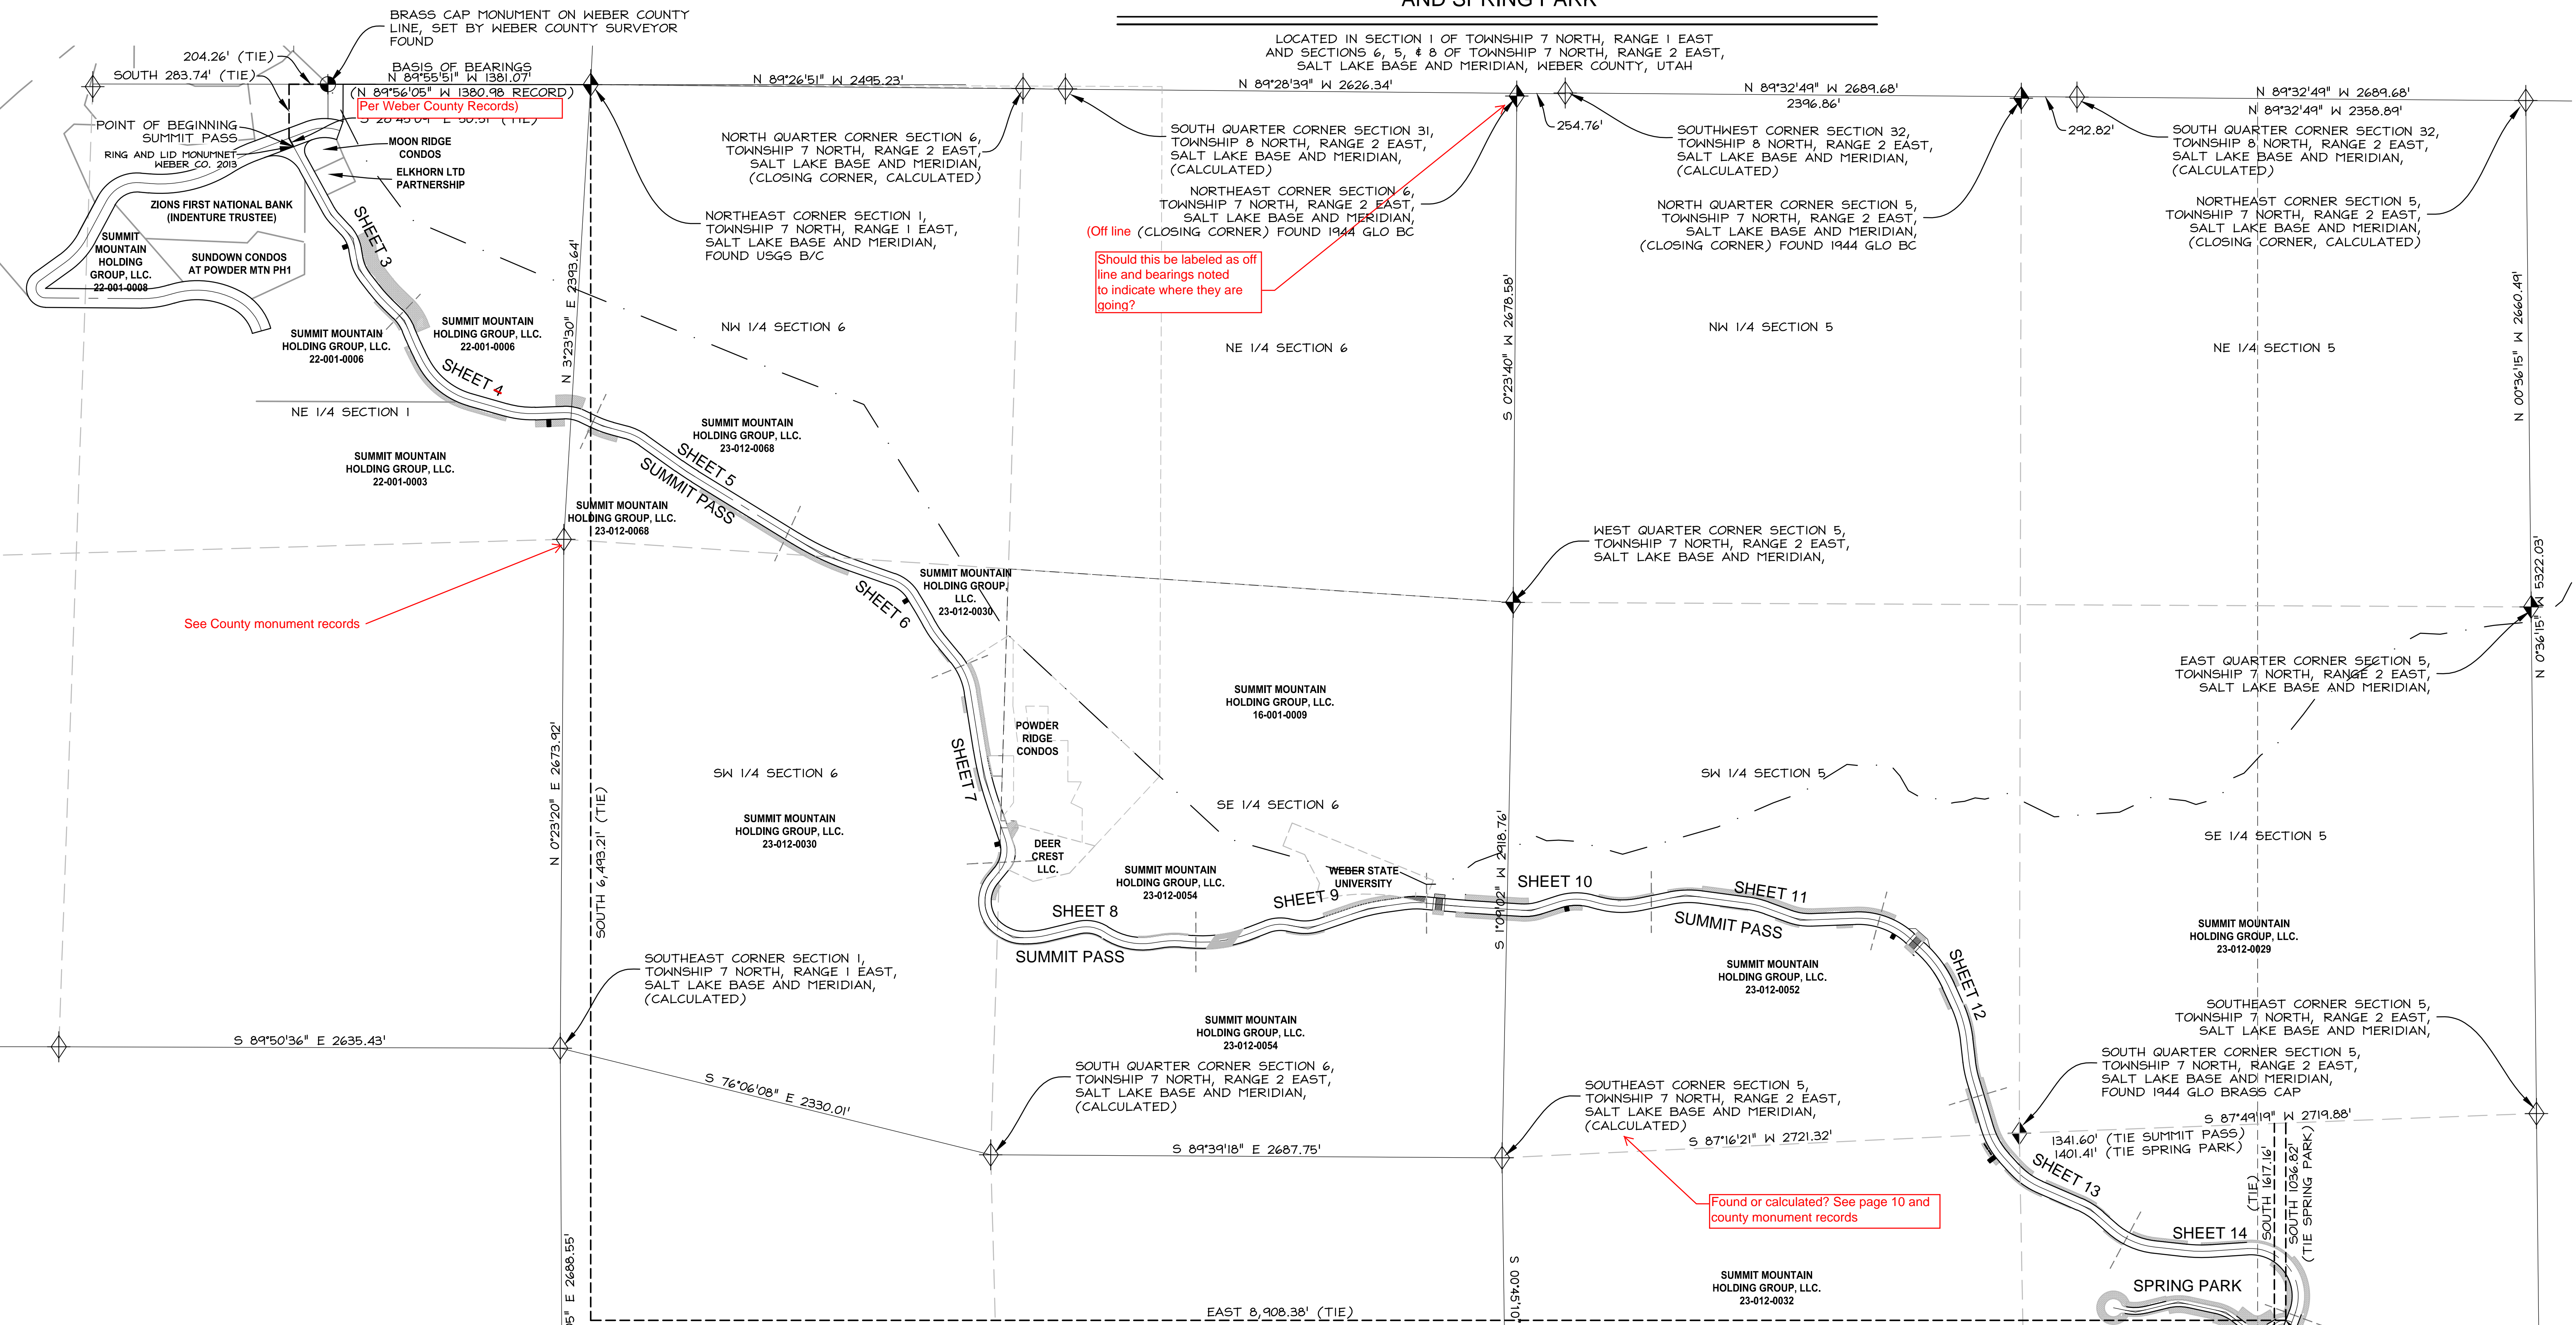 AND SPRING PARK
LOCATED IN SECTION 1 OF TOWNSHIP 7 NORTH, RANGE 1 EAST
AND SECTIONS 6, 5, & 8 OF TOWNSHIP 7 NORTH, RANGE 2 EAST,
SALT LAKE BASE AND MERIDIAN, WEBER COUNTY, UTAH
BRASS CAP MONUMENT ON WEBER COUNTY
LINE, SET BY WEBER COUNTY SURVEYOR
FOUND
204.26' (TIE)
SOUTH 283.74' (TIE)
BASIS OF BEARINGS
N 89°55'51" W 1381.07'
(N 89°56'05" W 1380.98 RECORD)
Per Weber County Records)
N 89°26'51" W 2495.23'
N 89°28'39" W 2626.34'
N 89°32'49" W 2689.68'
2396.86'
N 89°32'49" W 2689.68'
N 89°32'49" W 2358.89'
254.76'
292.82'
POINT OF BEGINNING
SUMMIT PASS
RING AND LID MONUMNET
WEBER CO. 2013
MOON RIDGE
CONDOS
ELKHORN LTD
PARTNERSHIP
ZIONS FIRST NATIONAL BANK
(INDENTURE TRUSTEE)
SUMMIT
MOUNTAIN
HOLDING
GROUP, LLC.
22-001-0008
SUNDOWN CONDOS
AT POWDER MTN PH1
SHEET 3
NORTH QUARTER CORNER SECTION 6,
TOWNSHIP 7 NORTH, RANGE 2 EAST,
SALT LAKE BASE AND MERIDIAN,
(CLOSING CORNER, CALCULATED)
NORTHEAST CORNER SECTION 1,
TOWNSHIP 7 NORTH, RANGE 1 EAST,
SALT LAKE BASE AND MERIDIAN,
FOUND USGS B/C
SOUTH QUARTER CORNER SECTION 31,
TOWNSHIP 8 NORTH, RANGE 2 EAST,
SALT LAKE BASE AND MERIDIAN,
(CALCULATED)
NORTHEAST CORNER SECTION 6,
TOWNSHIP 7 NORTH, RANGE 2 EAST,
SALT LAKE BASE AND MERIDIAN,
(Off line (CLOSING CORNER) FOUND 1944 GLO BC
Should this be labeled as off
line and bearings noted
to indicate where they are
going?
SOUTHWEST CORNER SECTION 32,
TOWNSHIP 8 NORTH, RANGE 2 EAST,
SALT LAKE BASE AND MERIDIAN,
(CALCULATED)
NORTH QUARTER CORNER SECTION 5,
TOWNSHIP 7 NORTH, RANGE 2 EAST,
SALT LAKE BASE AND MERIDIAN,
(CLOSING CORNER) FOUND 1944 GLO BC
SOUTH QUARTER CORNER SECTION 32,
TOWNSHIP 8 NORTH, RANGE 2 EAST,
SALT LAKE BASE AND MERIDIAN,
(CALCULATED)
NORTHEAST CORNER SECTION 5,
TOWNSHIP 7 NORTH, RANGE 2 EAST,
SALT LAKE BASE AND MERIDIAN,
(CLOSING CORNER, CALCULATED)
N 3°23'30" E 2393.64'
S 0°23'40" W 2678.58'
N 00°36'15" W 2660.49'
NW 1/4 SECTION 6
NE 1/4 SECTION 6
NW 1/4 SECTION 5
NE 1/4 SECTION 5
SUMMIT MOUNTAIN
HOLDING GROUP, LLC.
22-001-0006
SUMMIT MOUNTAIN
HOLDING GROUP, LLC.
22-001-0006
SHEET 4
NE 1/4 SECTION 1
SUMMIT MOUNTAIN
HOLDING GROUP, LLC.
22-001-0003
SUMMIT MOUNTAIN
HOLDING GROUP, LLC.
23-012-0068
SHEET 5
SUMMIT PASS
SUMMIT MOUNTAIN
HOLDING GROUP, LLC.
23-012-0068
See County monument records
SUMMIT MOUNTAIN
HOLDING GROUP,
LLC.
23-012-0030
SHEET 6
WEST QUARTER CORNER SECTION 5,
TOWNSHIP 7 NORTH, RANGE 2 EAST,
SALT LAKE BASE AND MERIDIAN,
N 0°36'15" W 5322.03'
EAST QUARTER CORNER SECTION 5,
TOWNSHIP 7 NORTH, RANGE 2 EAST,
SALT LAKE BASE AND MERIDIAN,
SUMMIT MOUNTAIN
HOLDING GROUP, LLC.
16-001-0009
POWDER
RIDGE
CONDOS
SHEET 7
N 0°23'20" E 2673.92'
SOUTH 6,493.21' (TIE)
SW 1/4 SECTION 6
SUMMIT MOUNTAIN
HOLDING GROUP, LLC.
23-012-0030
SE 1/4 SECTION 6
SW 1/4 SECTION 5
SE 1/4 SECTION 5
DEER
CREST
LLC.
SUMMIT MOUNTAIN
HOLDING GROUP, LLC.
23-012-0054
WEBER STATE
UNIVERSITY
S 1°09'02" W 2918.76'
SHEET 8
SUMMIT PASS
SHEET 9
SHEET 10
SHEET 11
SUMMIT PASS
SHEET 12
SUMMIT MOUNTAIN
HOLDING GROUP, LLC.
23-012-0052
SUMMIT MOUNTAIN
HOLDING GROUP, LLC.
23-012-0029
SOUTHEAST CORNER SECTION 1,
TOWNSHIP 7 NORTH, RANGE 1 EAST,
SALT LAKE BASE AND MERIDIAN,
(CALCULATED)
SUMMIT MOUNTAIN
HOLDING GROUP, LLC.
23-012-0054
S 89°50'36" E 2635.43'
S 76°06'08" E 2330.01'
SOUTH QUARTER CORNER SECTION 6,
TOWNSHIP 7 NORTH, RANGE 2 EAST,
SALT LAKE BASE AND MERIDIAN,
(CALCULATED)
S 89°39'18" E 2687.75'
SOUTHEAST CORNER SECTION 5,
TOWNSHIP 7 NORTH, RANGE 2 EAST,
SALT LAKE BASE AND MERIDIAN,
(CALCULATED)
S 87°16'21" W 2721.32'
SOUTHEAST CORNER SECTION 5,
TOWNSHIP 7 NORTH, RANGE 2 EAST,
SALT LAKE BASE AND MERIDIAN,
SOUTH QUARTER CORNER SECTION 5,
TOWNSHIP 7 NORTH, RANGE 2 EAST,
SALT LAKE BASE AND MERIDIAN,
FOUND 1944 GLO BRASS CAP
S 87°49'19" W 2719.88'
1341.60' (TIE SUMMIT PASS)
1401.41' (TIE SPRING PARK)
Found or calculated? See page 10 and
county monument records
SHEET 13
(TIE)
SOUTH 1617.16'
SOUTH 1036.82'
(TIE SPRING PARK)
SHEET 14
SPRING PARK
SUMMIT MOUNTAIN
HOLDING GROUP, LLC.
23-012-0032
E 2688.55'
S 00°45'10"
EAST 8,908.38' (TIE)